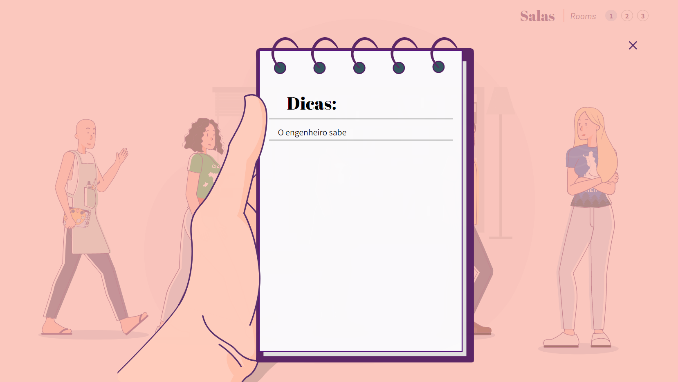 Salas
Rooms 1 2 3
Dicas:
O engenheiro sabe